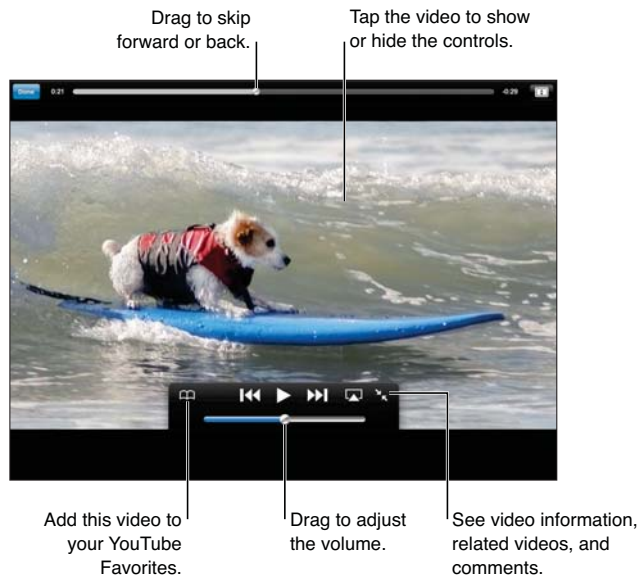 Drag to skip
forward or back.
Tap the video to show
or hide the controls.
Done 0:21 -0:29
Add this video to
your YouTube
Favorites.
Drag to adjust
the volume.
See video information,
related videos, and
comments.